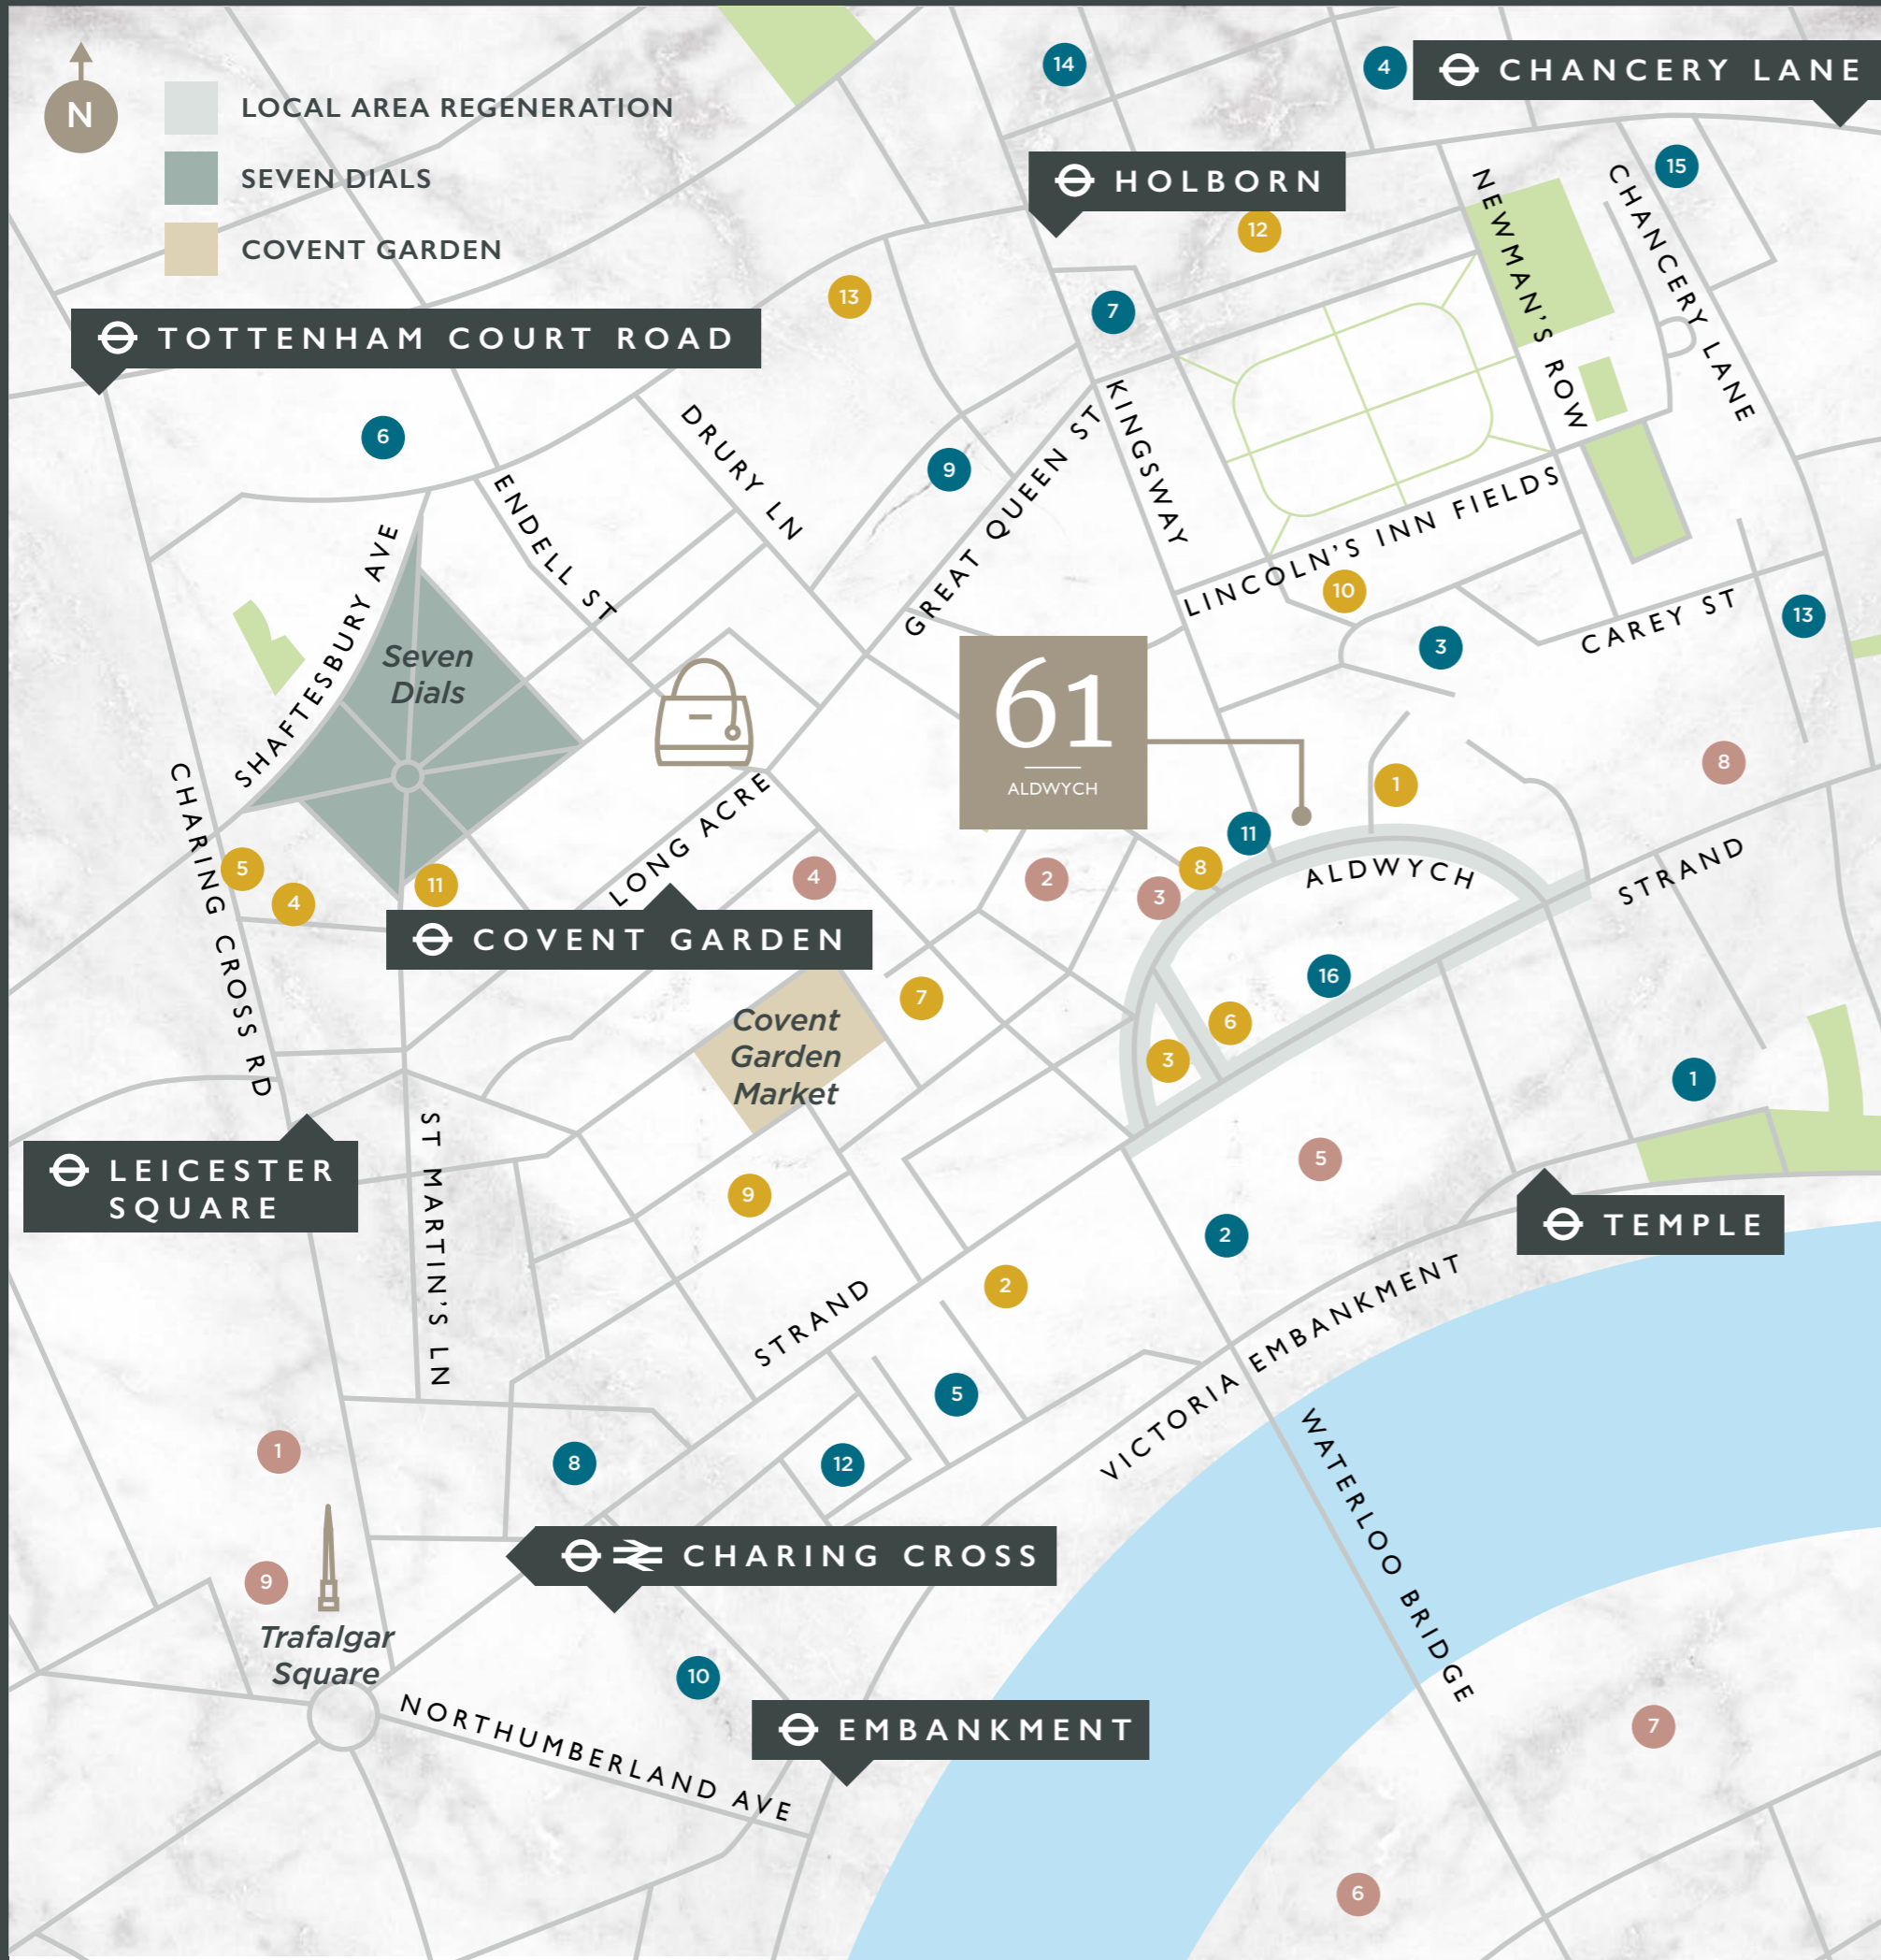 N
LOCAL AREA REGENERATION
SEVEN DIALS
COVENT GARDEN
14
4
CHANCERY LANE
HOLBORN
15
12
NEWMAN'S ROW
CHANCERY LANE
13
7
TOTTENHAM COURT ROAD
6
DRURY LN
KINGSWAY
9
GREAT QUEEN ST
ENDELL ST
SHAFTESBURY AVE
LINCOLN'S INN FIELDS
10
CAREY ST
13
3
Seven
Dials
61
ALDWYCH
8
1
CHARING CROSS RD
LONG ACRE
11
8
ALDWYCH
STRAND
5
4
11
4
2
3
COVENT GARDEN
16
7
6
3
Covent
Garden
Market
1
ST MARTIN'S LN
LEICESTER
SQUARE
5
9
2
TEMPLE
2
STRAND
VICTORIA EMBANKMENT
5
1
8
12
WATERLOO BRIDGE
CHARING CROSS
9
Trafalgar
Square
10
NORTHUMBERLAND AVE
EMBANKMENT
7
6